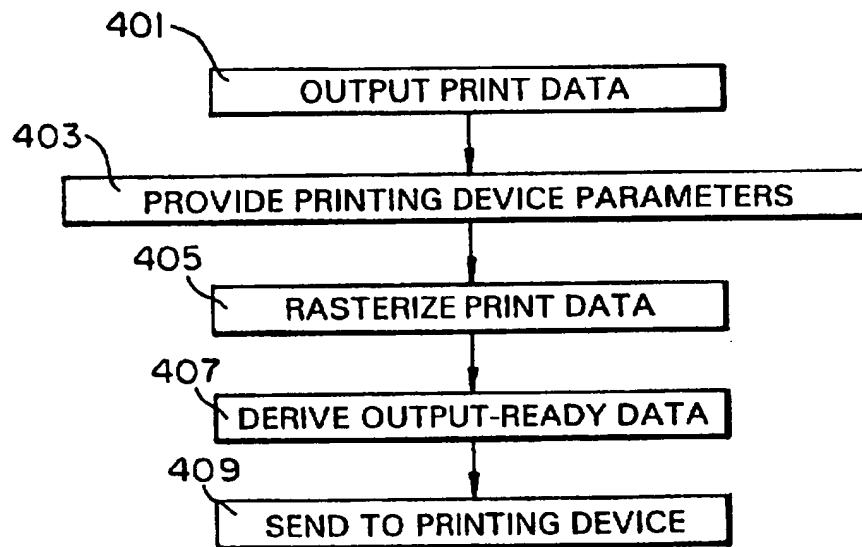 401
OUTPUT PRINT DATA
403
PROVIDE PRINTING DEVICE PARAMETERS
405
RASTERIZE PRINT DATA
407
DERIVE OUTPUT-READY DATA
409
SEND TO PRINTING DEVICE